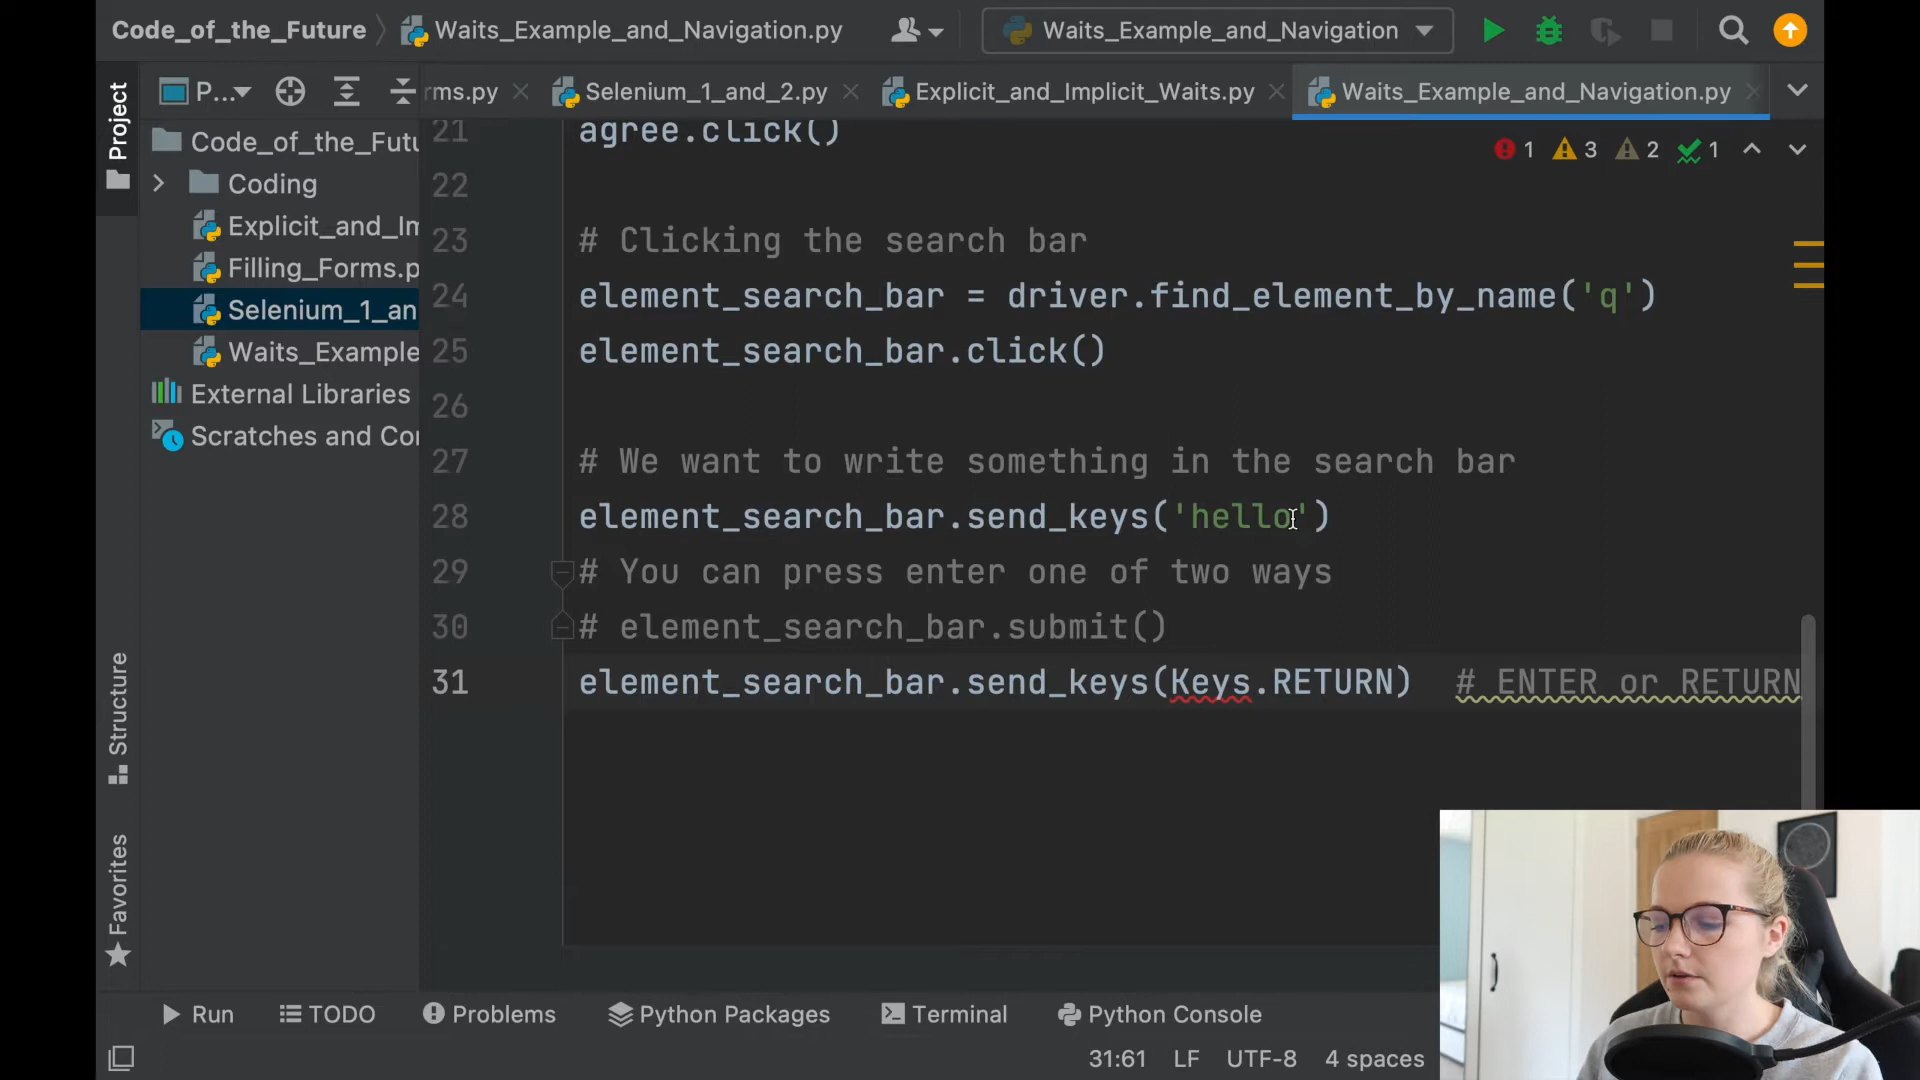 Code_of_the_Future
Waits_Example_and_Navigation.py
Waits_Example_and_Navigation
Project
P...
rms.py
Selenium_1_and_2.py
Explicit_and_Implicit_Waits.py
Waits_Example_and_Navigation.py
Code_of_the_Futu
Coding
Explicit_and_Im
Filling_Forms.p
Selenium_1_an
Waits_Example
External Libraries
Scratches and Co
1 3 2 1
21 agree.click()
22
23 # Clicking the search bar
24 element_search_bar = driver.find_element_by_name('q')
25 element_search_bar.click()
26
27 # We want to write something in the search bar
28 element_search_bar.send_keys('hello')
29 # You can press enter one of two ways
30 # element_search_bar.submit()
31 element_search_bar.send_keys(Keys.RETURN)  # ENTER or RETURN
Structure
Favorites
Run
TODO
Problems
Python Packages
Terminal
Python Console
31:61 LF UTF-8 4 spaces